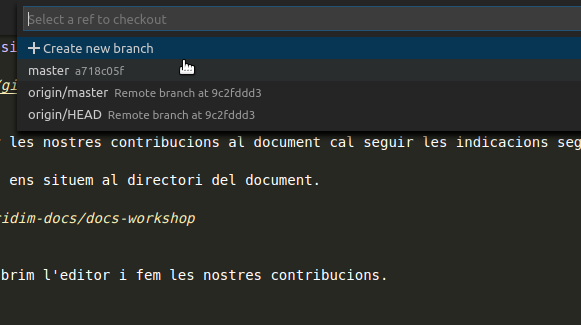 Select a ref to checkout
si
+ Create new branch
master a718c05f
/gi
origin/master Remote branch at 9c2fddd3
origin/HEAD Remote branch at 9c2fddd3
les nostres contribucions al document cal seguir les indicacions seg
ens situem al directori del document.
idim-docs/docs-workshop
brim l'editor i fem les nostres contribucions.